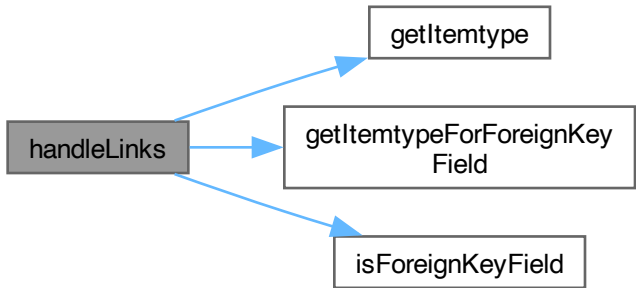 getItemtype
handleLinks
getItemtypeForForeignKey
Field
isForeignKeyField